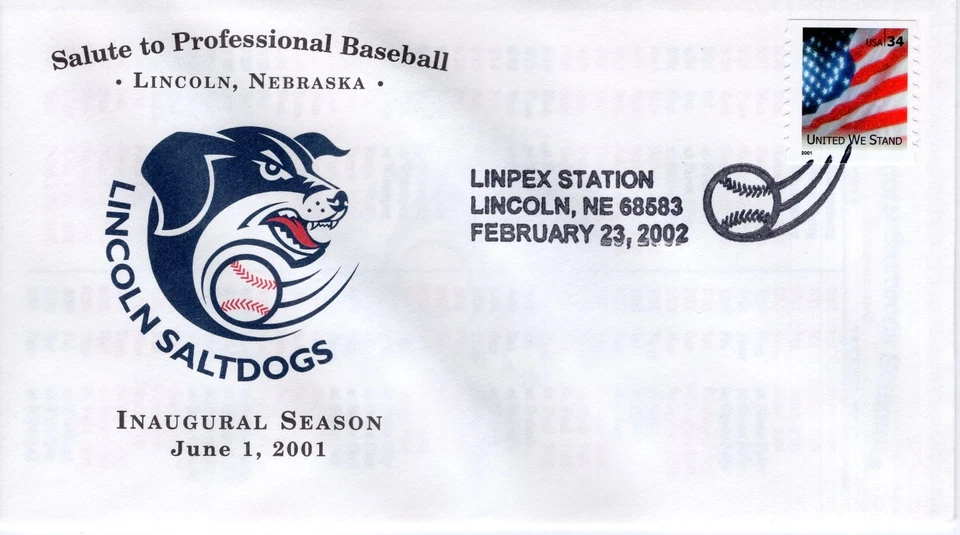 Salute to Professional Baseball
• Lincoln, Nebraska •
LINCOLN SALTDOGS
Inaugural Season
June 1, 2001
LINPEX STATION
LINCOLN, NE 68583
FEBRUARY 23, 2002
USA 34
United We Stand
2001